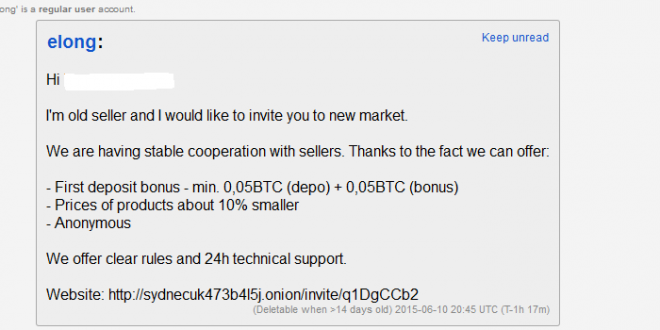 ong' is a regular user account.
elong:
Keep unread
Hi
I'm old seller and I would like to invite you to new market.
We are having stable cooperation with sellers. Thanks to the fact we can offer:
- First deposit bonus - min. 0,05BTC (depo) + 0,05BTC (bonus)
- Prices of products about 10% smaller
- Anonymous
We offer clear rules and 24h technical support.
Website: http://sydnecuk473b4l5j.onion/invite/q1DgCCb2
(Deletable when >14 days old) 2015-06-10 20:45 UTC (T-1h 17m)